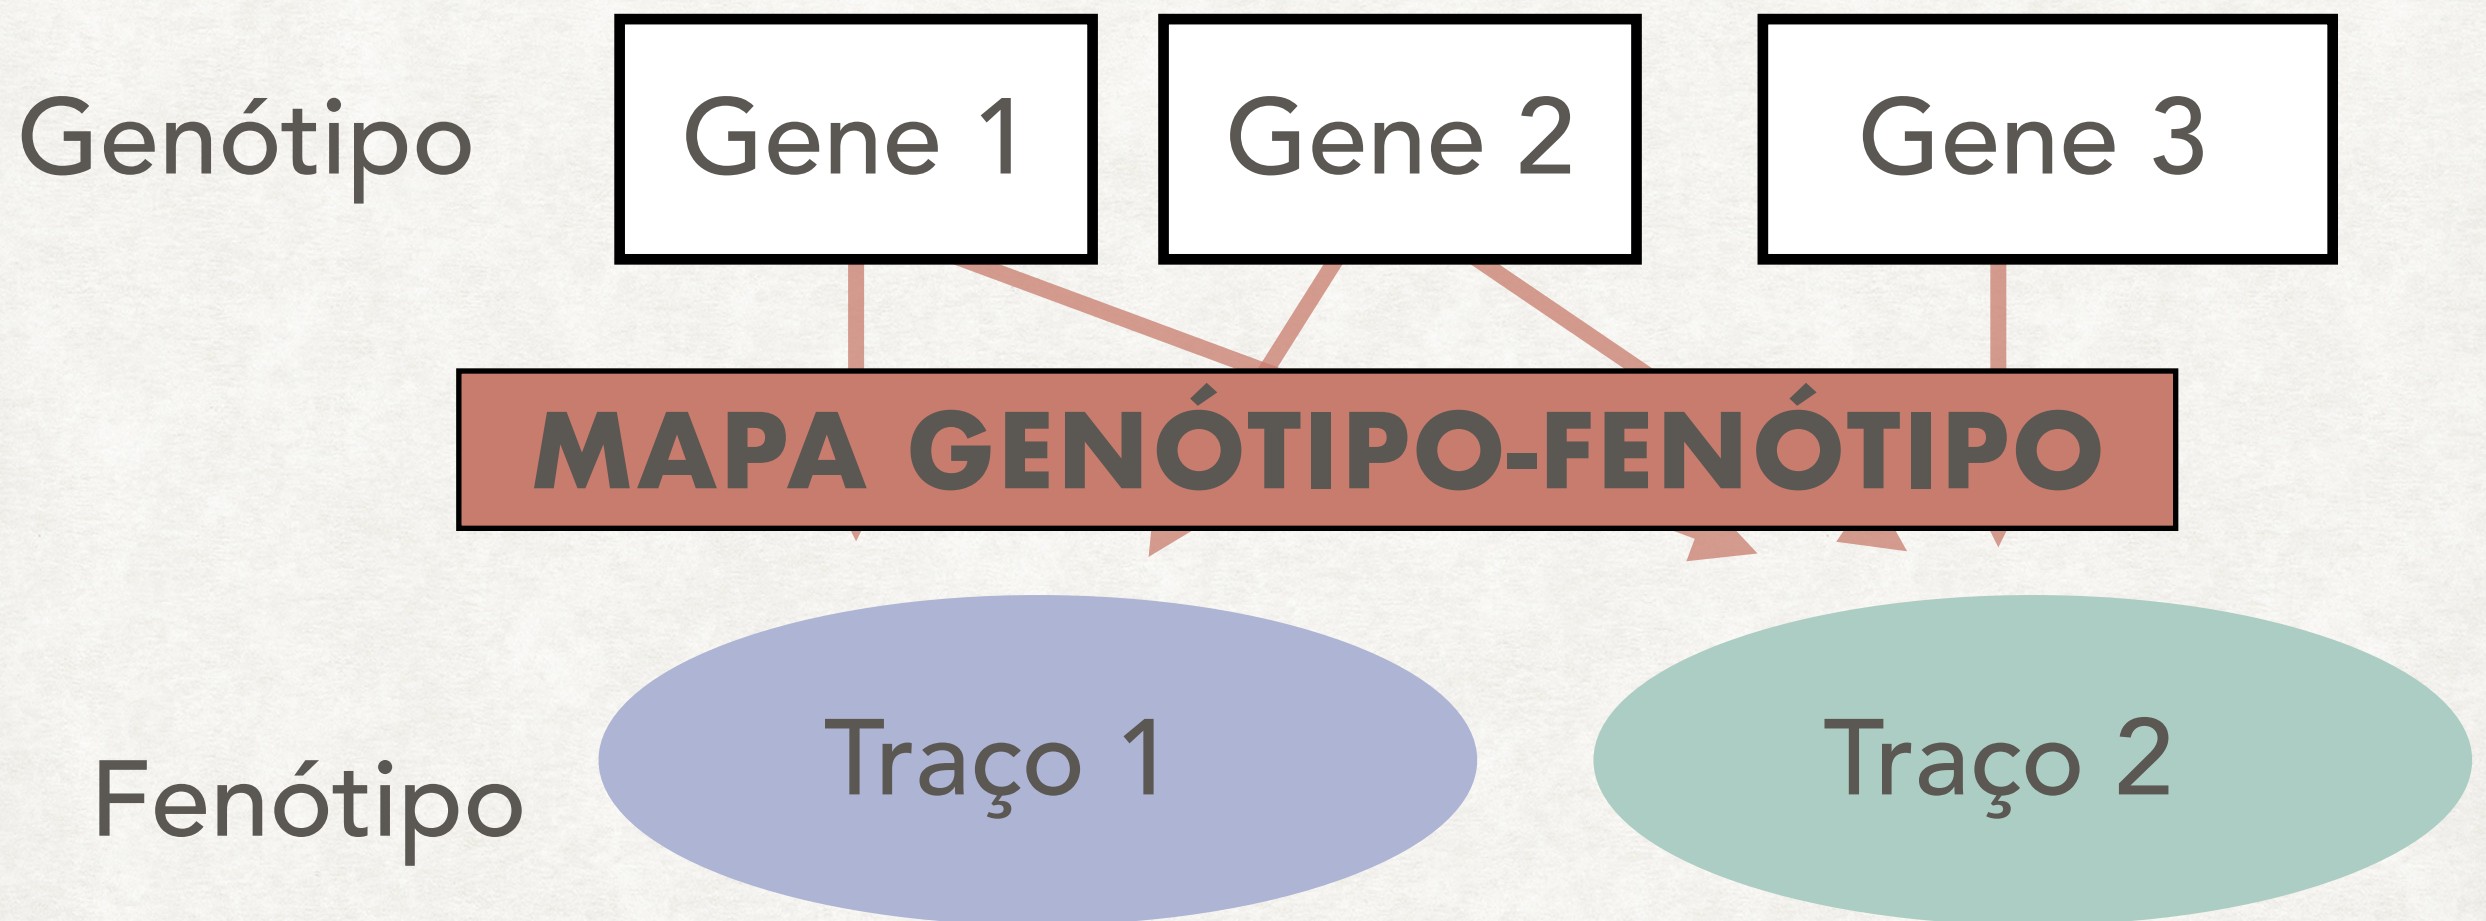 Genótipo
Gene 1
Gene 2
Gene 3
MAPA GENÓTIPO-FENÓTIPO
Traço 1
Traço 2
Fenótipo